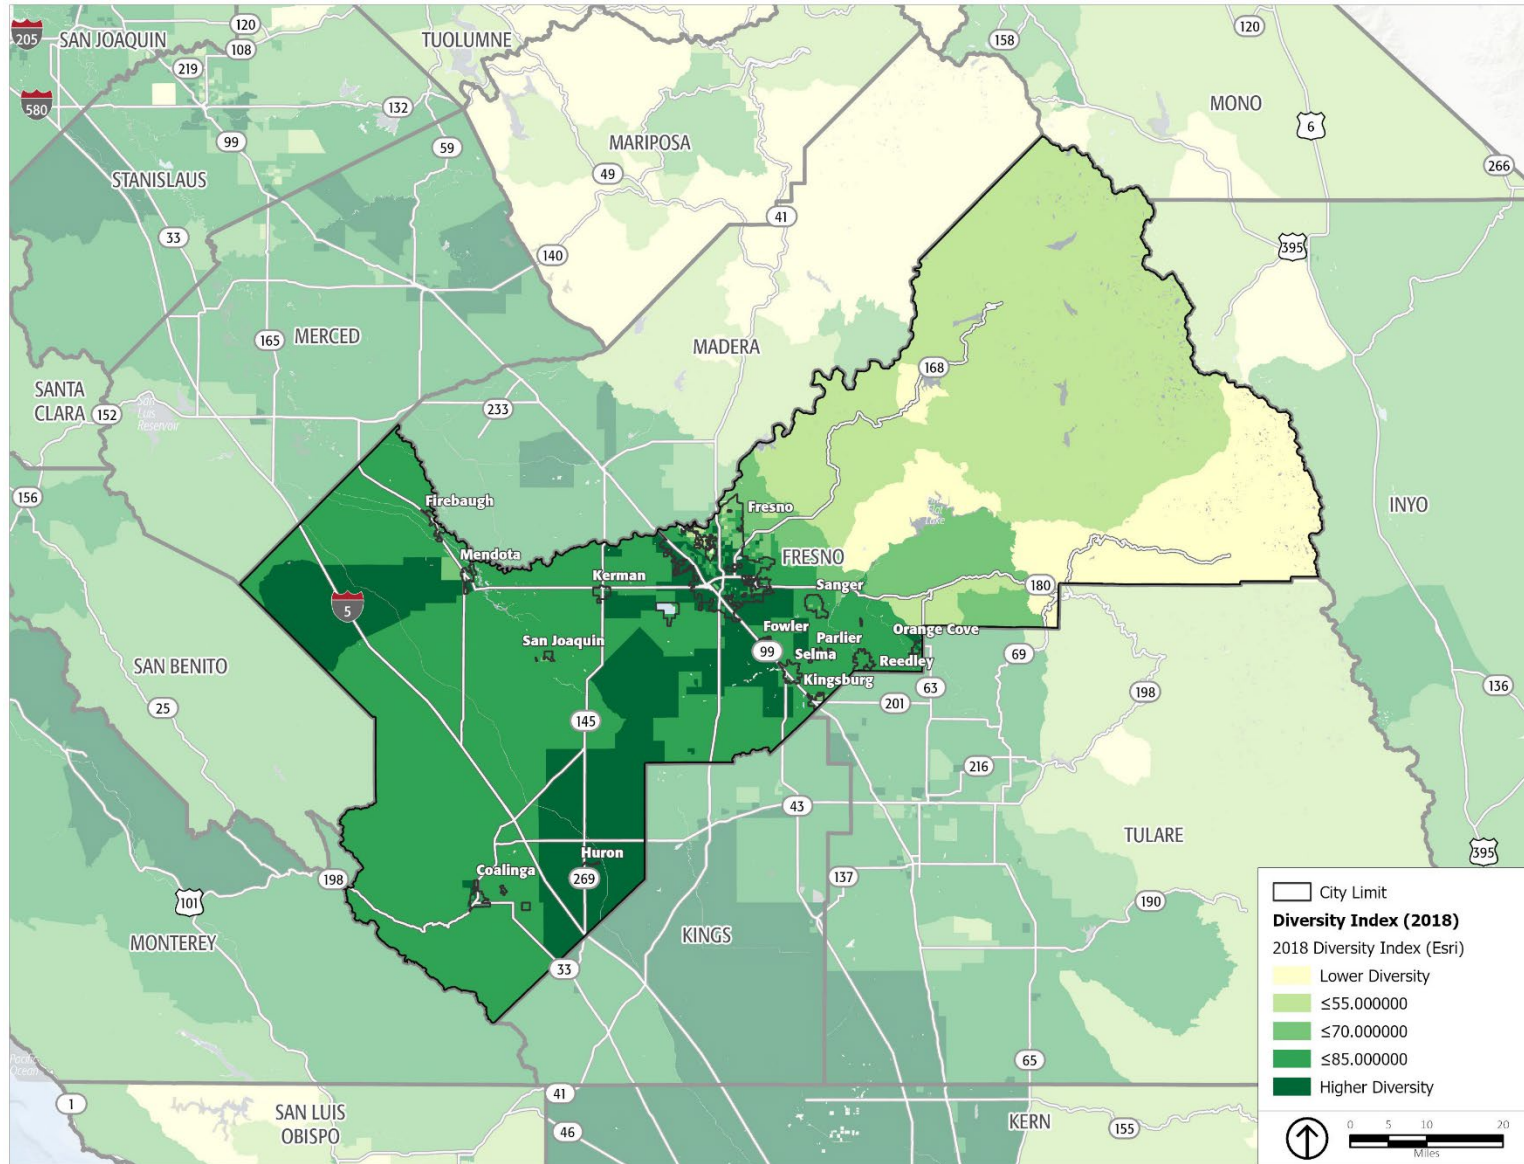 205
SAN JOAQUIN
120
108
219
TUOLUMNE
158
120
580
132
MONO
6
99
59
MARIPOSA
266
STANISLAUS
49
33
41
395
140
165
MERCED
MADERA
168
SANTA
CLARA
152
San
Luis
Reservoir
233
156
Firebaugh
Fresno
INYO
Mendota
FRESNO
Kerman
Sanger
180
5
Fowler
San Joaquin
Parlier
Orange Cove
99
Selma
Reedley
69
SAN BENITO
Kingsburg
63
198
136
25
201
145
216
43
TULARE
Huron
395
Coalinga
198
269
137
101
190
MONTEREY
KINGS
33
65
Pacific
Ocean
1
41
SAN LUIS
OBISPO
46
KERN
155
City Limit
Diversity Index (2018)
2018 Diversity Index (Esri)
Lower Diversity
≤55.000000
≤70.000000
≤85.000000
Higher Diversity
0 5 10 20
Miles